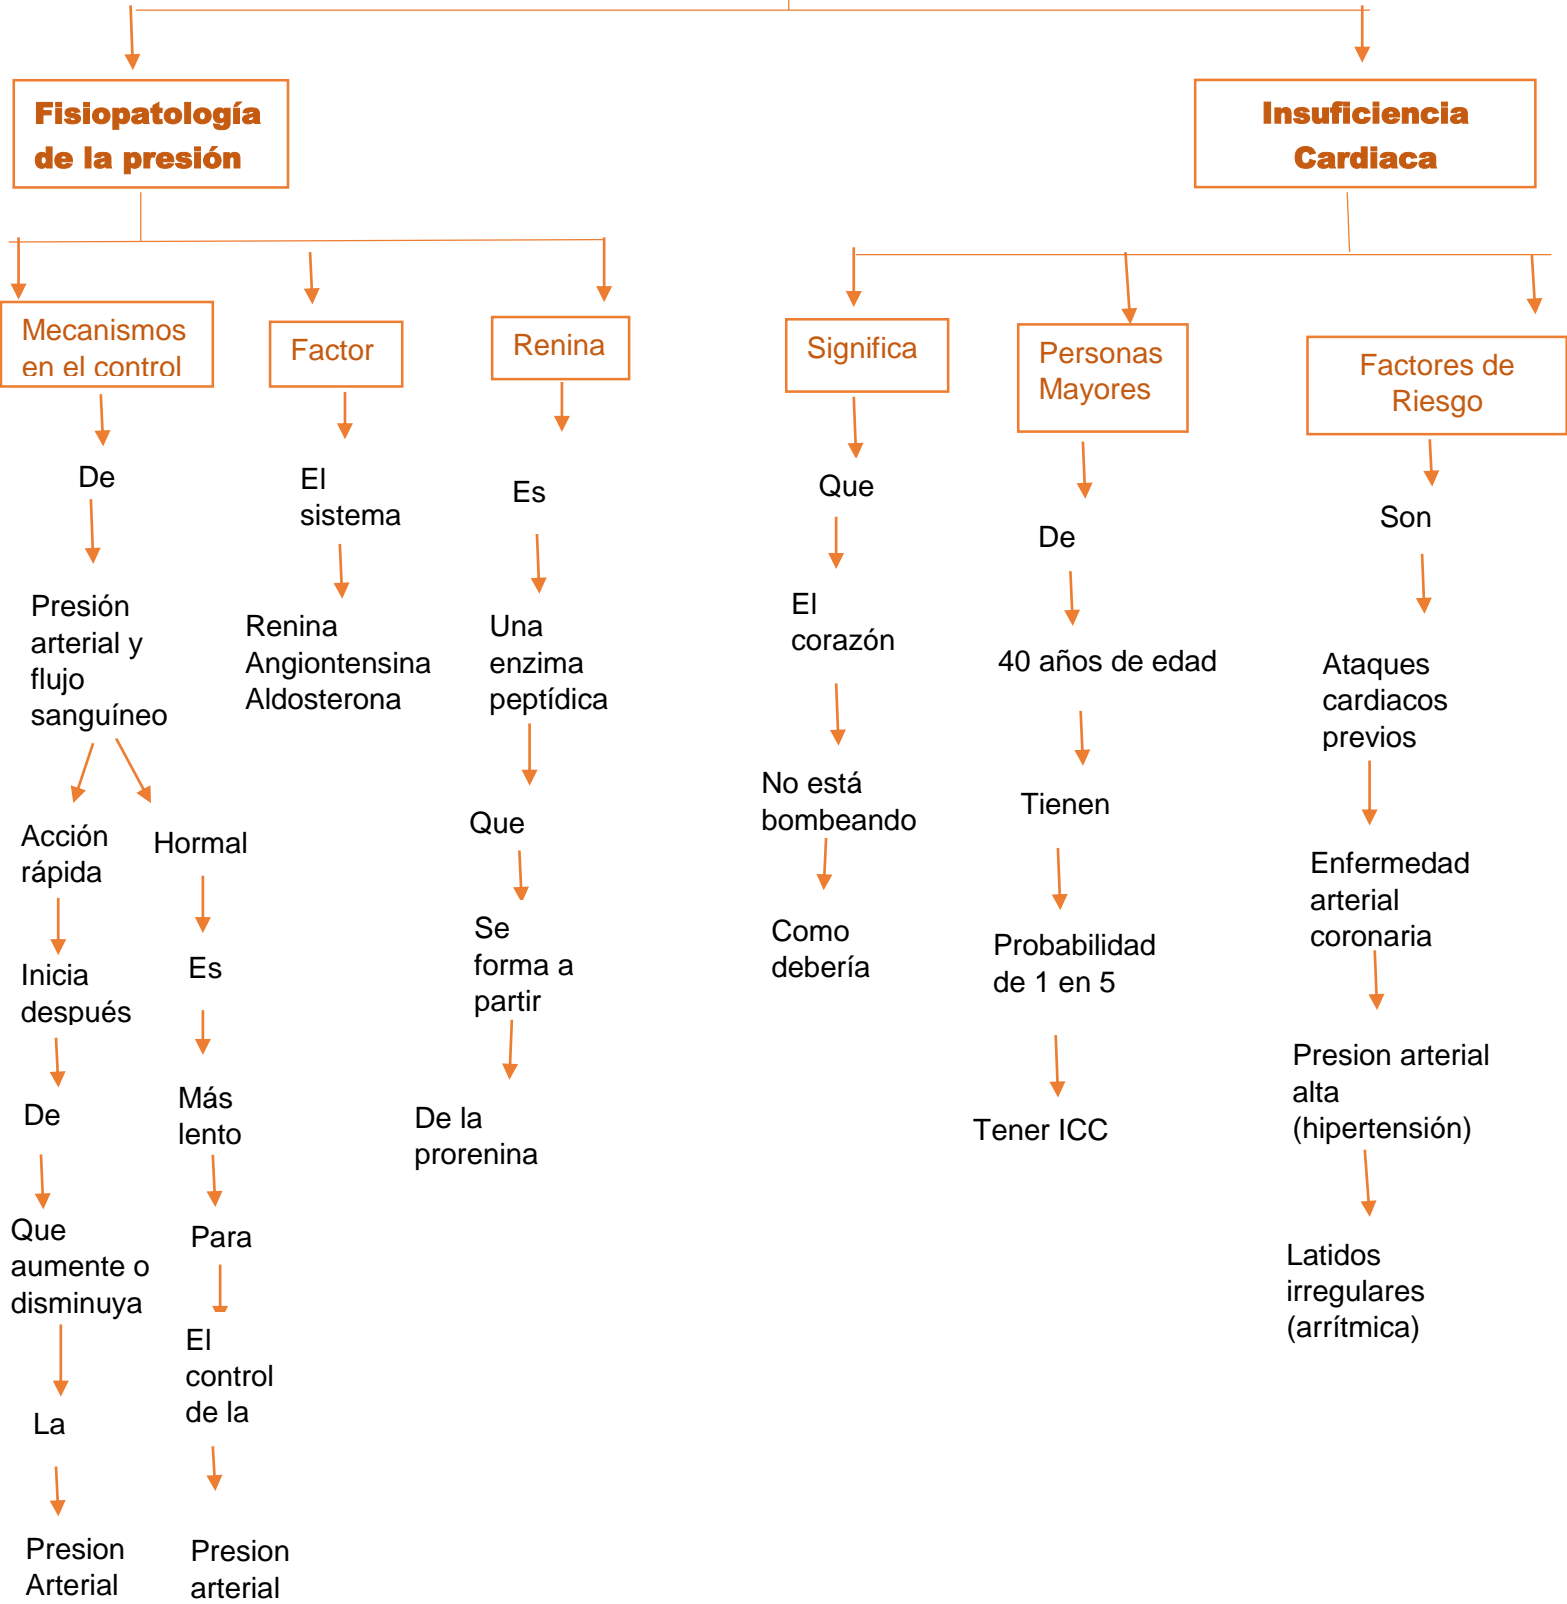 Fisiopatología
de la presión
Insuficiencia
Cardiaca
Mecanismos
en el control
Factor
Renina
Significa
Personas
Mayores
Factores de
Riesgo
De
Presión
arterial y
flujo
sanguíneo
Acción
rápida
Inicia
después
De
Que
aumente o
disminuya
La
Presion
Arterial
Hormal
Es
Más
lento
Para
El
control
de la
Presion
arterial
El
sistema
Renina
Angiontensina
Aldosterona
Es
Una
enzima
peptídica
Que
Se
forma a
partir
De la
prorenina
Que
El
corazón
No está
bombeando
Como
debería
De
40 años de edad
Tienen
Probabilidad
de 1 en 5
Tener ICC
Son
Ataques
cardiacos
previos
Enfermedad
arterial
coronaria
Presion arterial
alta
(hipertensión)
Latidos
irregulares
(arrítmica)